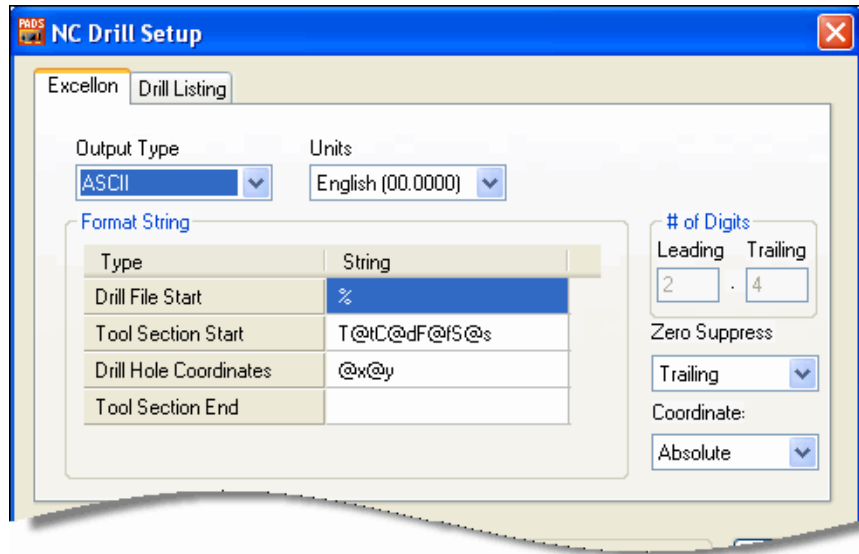 PADS
NC Drill Setup
Excellon
Drill Listing
Output Type
Units
ASCII
English (00.0000)
Format String
Type
String
Drill File Start
%
Tool Section Start
T@tC@dF@fS@s
Drill Hole Coordinates
@x@y
Tool Section End
# of Digits
Leading
Trailing
2
.
4
Zero Suppress
Trailing
Coordinate:
Absolute